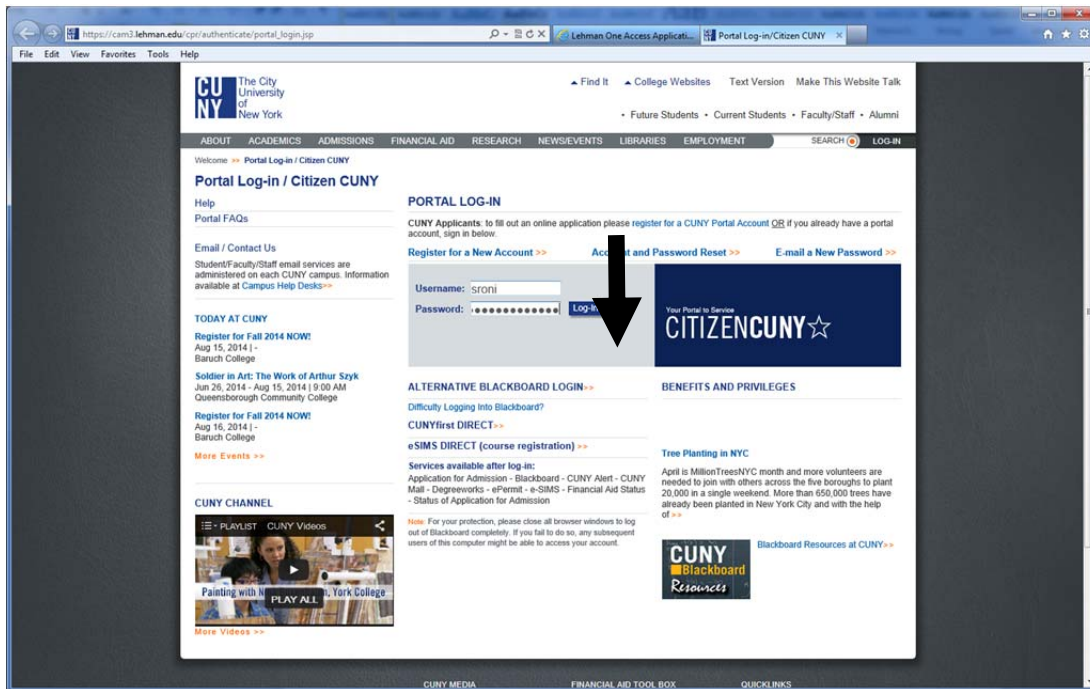 https://cam3.lehman.edu/cpr/authenticate/portal_login.jsp
Lehman One Access Applicati...
Portal Log-in/Citizen CUNY
File Edit View Favorites Tools Help
CU
NY
The City
University
of
New York
Find It College Websites Text Version Make This Website Talk
• Future Students • Current Students • Faculty/Staff • Alumni
ABOUT ACADEMICS ADMISSIONS FINANCIAL AID RESEARCH NEWS/EVENTS LIBRARIES EMPLOYMENT SEARCH LOG-IN
Welcome >> Portal Log-in / Citizen CUNY
Portal Log-in / Citizen CUNY
Help
Portal FAQs
Email / Contact Us
Student/Faculty/Staff email services are
administered on each CUNY campus. Information
available at Campus Help Desks>>
TODAY AT CUNY
Register for Fall 2014 NOW!
Aug 15, 2014 | -
Baruch College
Soldier in Art: The Work of Arthur Szyk
Jun 26, 2014 - Aug 15, 2014 | 9:00 AM
Queensborough Community
College
Register for Fall 2014 NOW!
Aug 16, 2014 | -
Baruch College
More Events >>
CUNY CHANNEL
PLAYLIST CUNY Videos
Painting with York College
PLAY ALL
More Videos >>
PORTAL LOG-IN
CUNY Applicants: to fill out an online application please register for a CUNY Portal Account OR if you already have a portal
account, sign in below.
Register for a New Account >> and Password Reset >> E-mail a New Password >>
Username: sroni
Password: Log-In
Your Portal to Service
CITIZENCUNY
ALTERNATIVE BLACKBOARD LOGIN>>
Difficulty Logging Into Blackboard?
CUNYfirst DIRECT>>
eSIMS DIRECT (course registration) >>
Services available after log-in:
Application for Admission - Blackboard - CUNY Alert - CUNY
Mall - Degreeworks - ePermit - e-SIMS - Financial Aid Status
- Status of Application for Admission
Note: For your protection, please close all browser windows to log
out of Blackboard completely. If you fail to do so, any subsequent
users of this computer might be able to access your account.
BENEFITS AND PRIVILEGES
Tree Planting in NYC
April is MillionTreesNYC month and more volunteers are
needed to join with others across the five boroughs to plant
20,000 in a single weekend. More than 650,000 trees have
already been planted in New York City and with the help
of >>
CUNY
Blackboard
Resources
Blackboard Resources at CUNY>>
CUNY MEDIA FINANCIAL AID TOOL BOX QUICKLINKS